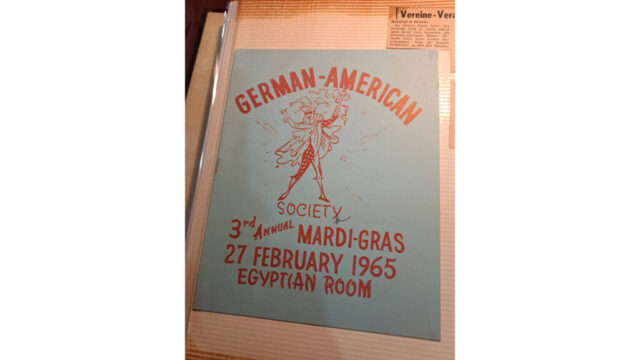 Vereine-Vera
GERMAN-AMERICAN
SOCIETY
3rd ANNUAL MARDI-GRAS
27 FEBRUARY 1965
EGYPTIAN ROOM